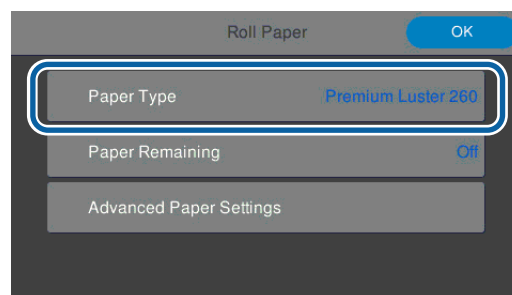 Roll Paper OK
Paper Type Premium Luster 260
Paper Remaining Off
Advanced Paper Settings